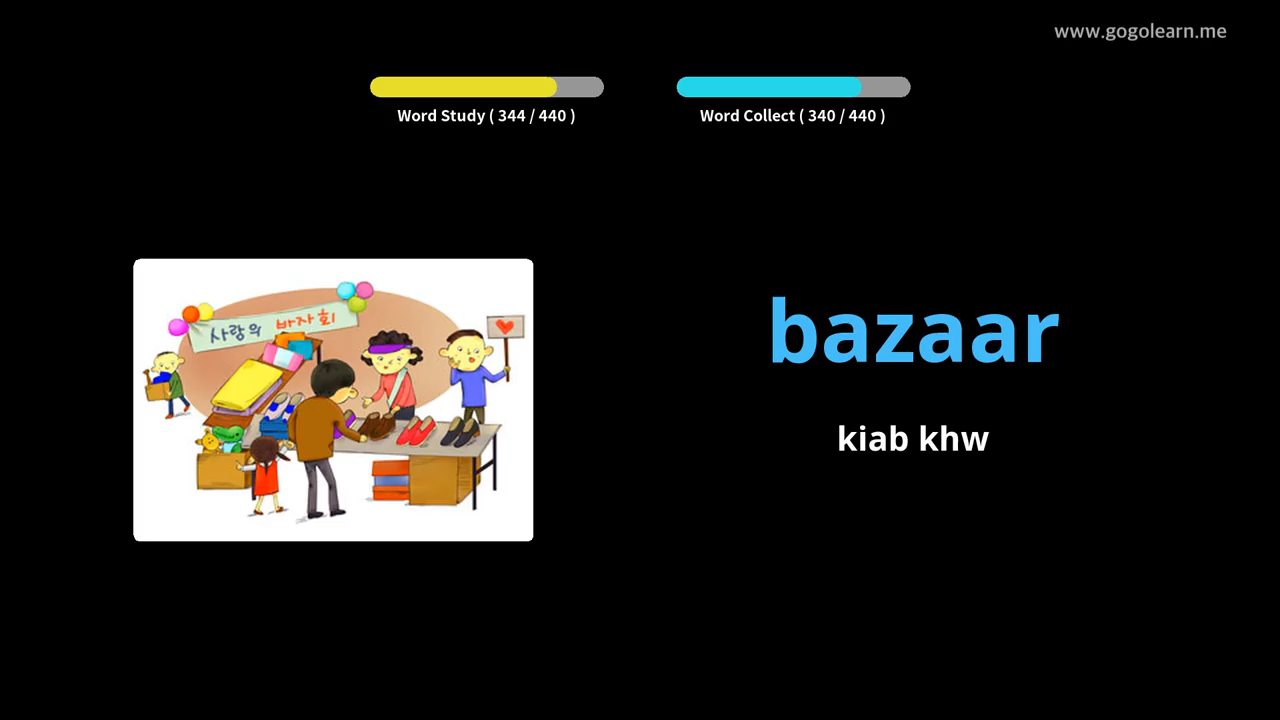 www.gogolearn.me
Word Study ( 344 / 440 )
Word Collect ( 340 / 440 )
사랑의 바자회
bazaar
kiab khw